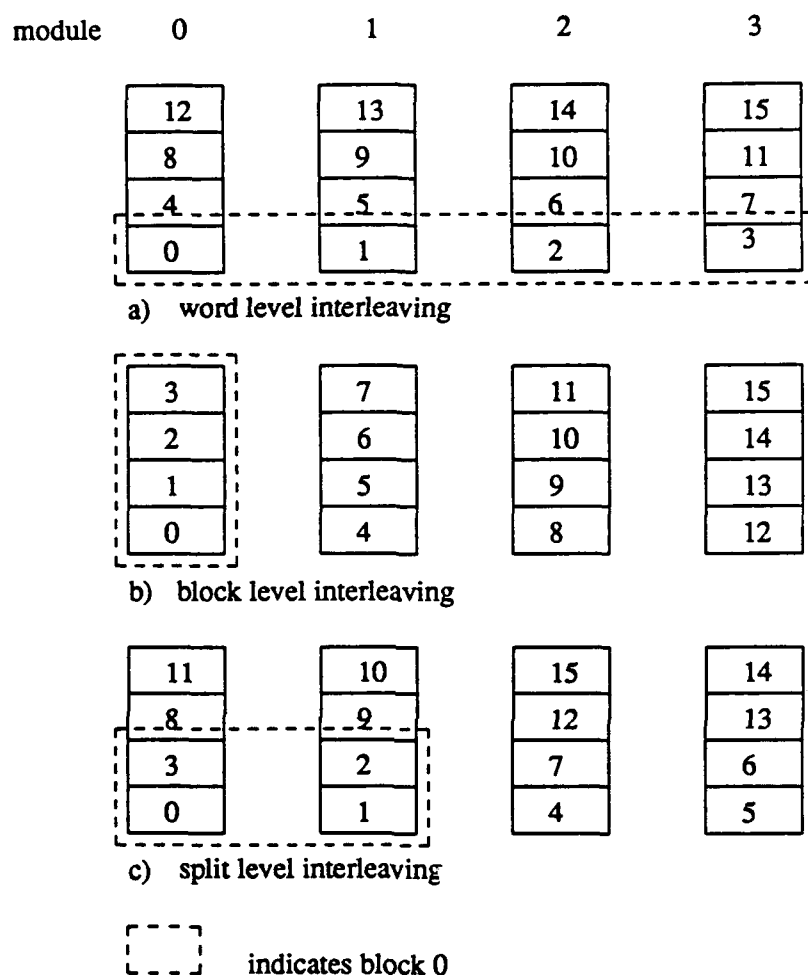 module 0 1 2 3
12 13 14 15
8 9 10 11
4 5 6 7
0 1 2 3
a) word level interleaving
3 7 11 15
2 6 10 14
1 5 9 13
0 4 8 12
b) block level interleaving
11 10 15 14
8 9 12 13
3 2 7 6
0 1 4 5
c) split level interleaving
indicates block 0